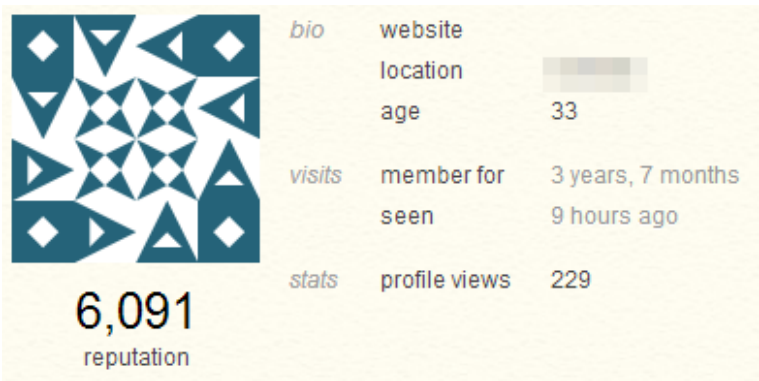 bio website
location
age 33
visits member for 3 years, 7 months
seen 9 hours ago
stats profile views 229
6,091
reputation